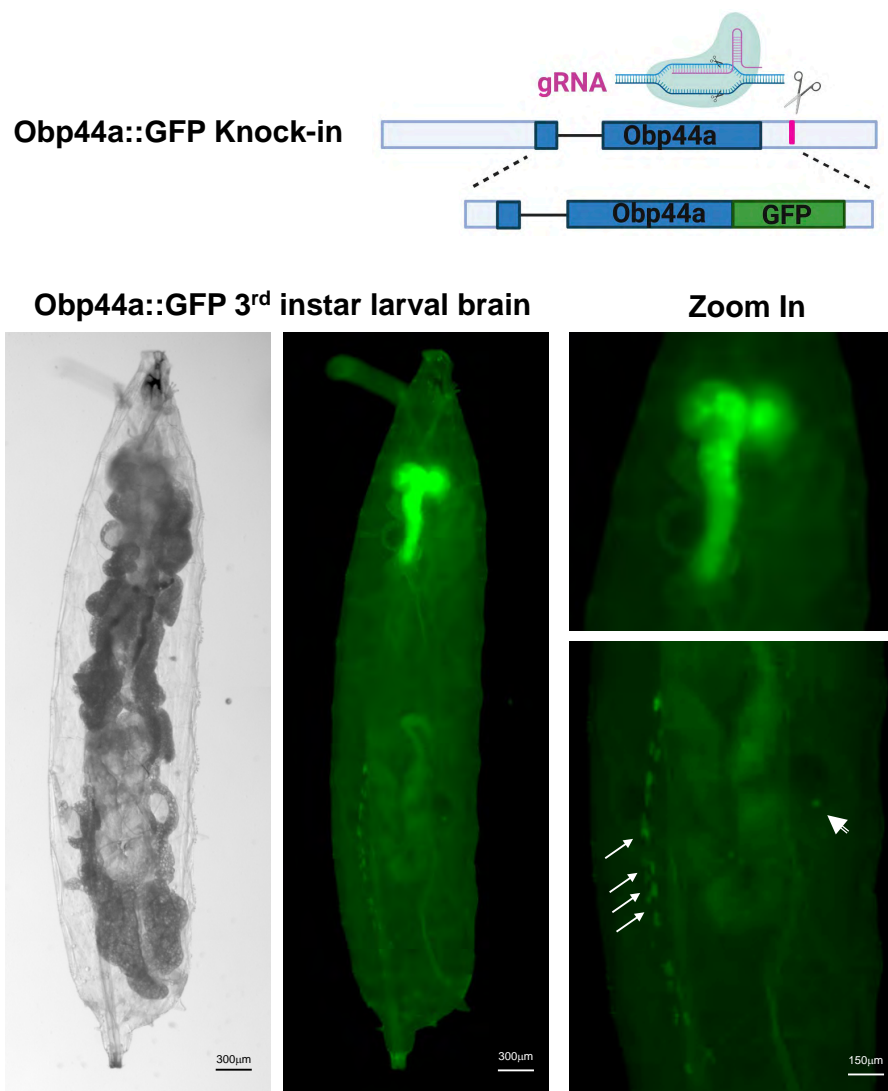 gRNA
Obp44a::GFP Knock-in
Obp44a
Obp44a GFP
Obp44a::GFP 3rd instar larval brain
Zoom In
300μm
300μm
150μm